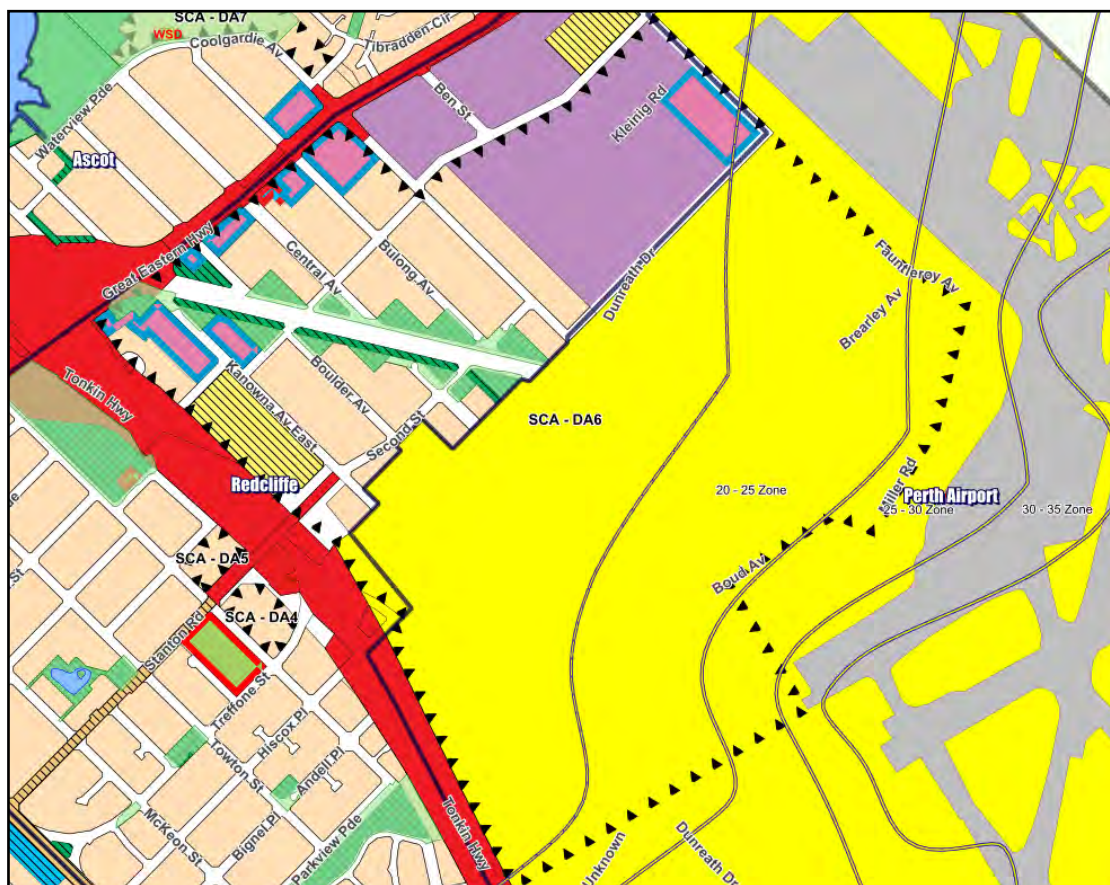 SCA - DA7
WSD
Coolgardie Av
Tibradden Cir
Waterview Pde
Ben St
Kleinig Rd
Ascot
Great Eastern Hwy
Central Av
Bulong Av
Dunreath Dr
Fauntleroy Av
Brearley Av
Tonkin Hwy
Kanowna Av East
Boulder Av
Second St
SCA - DA6
Redcliffe
20 - 25 Zone
Miller Rd
Perth Airport
25 - 30 Zone
30 - 35 Zone
SCA - DA5
Boud Av
SCA - DA4
Stanton Rd
Treffone St
Hiscox Pl
Towton St
Andell Pl
McKeon St
Bignel Pl
Parkview Pde
Tonkin Hwy
Unknown
Dunreath Dr